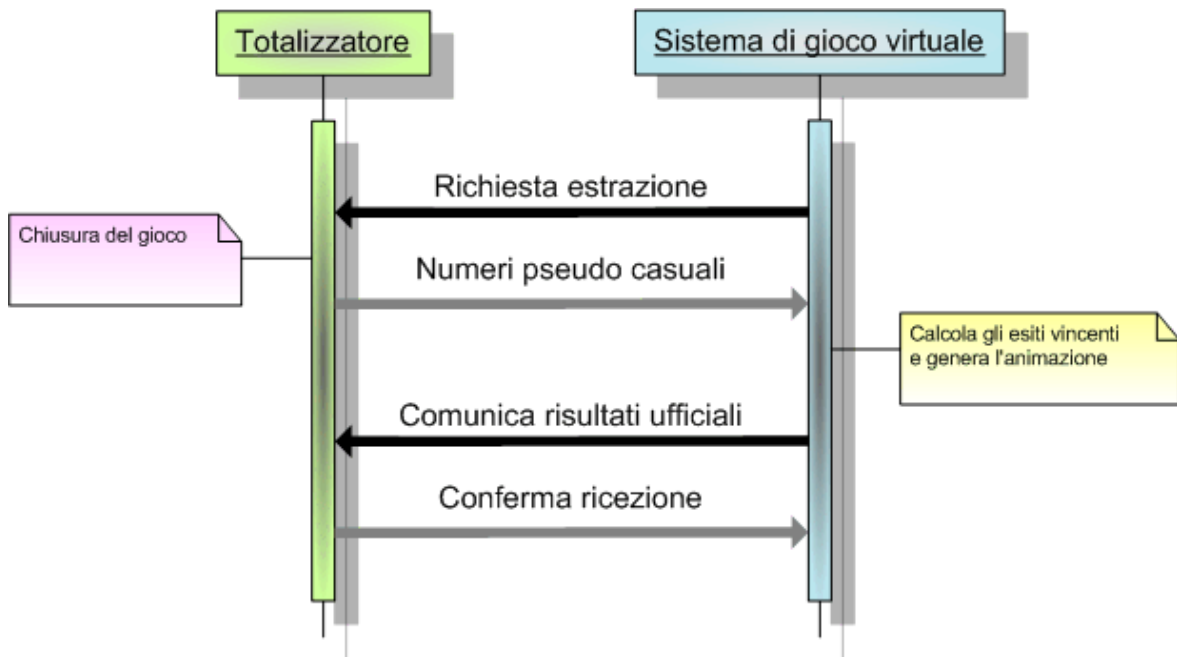 Totalizzatore
Sistema di gioco virtuale
Richiesta estrazione
Chiusura del gioco
Numeri pseudo casuali
Calcola gli esiti vincenti
e genera l'animazione
Comunica risultati ufficiali
Conferma ricezione